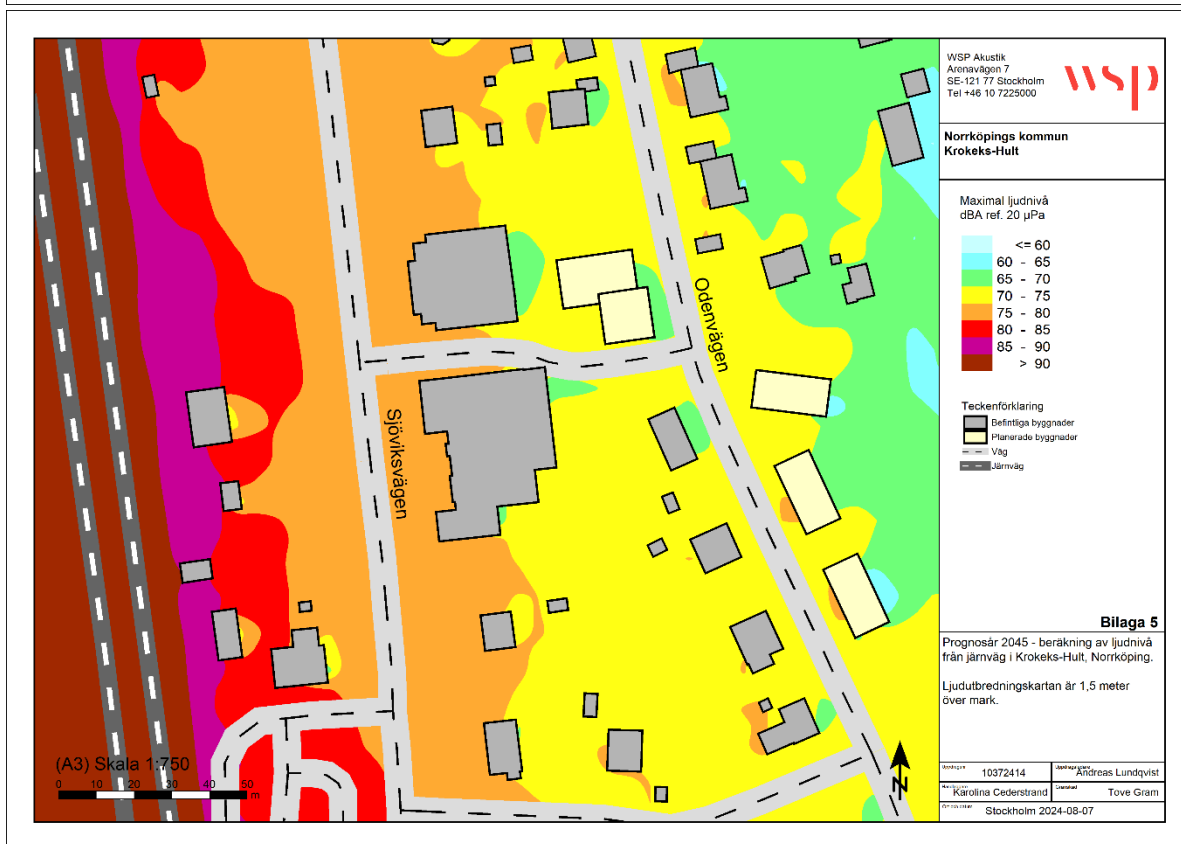 WSP Akustik
Arenavägen 7
SE-121 77 Stockholm
Tel +46 10 7225000
wsp
Norrköpings kommun
Krokeks-Hult
Maximal ljudnivå
dBA ref. 20 µPa
<= 60
60 - 65
65 - 70
70 - 75
75 - 80
80 - 85
85 - 90
> 90
Teckenförklaring
Befintliga byggnader
Planerade byggnader
Väg
Järnväg
Odenvägen
Sjöviksvägen
(A3) Skala 1:750
0 10 20 30 40 50
m
N
Bilaga 5
Prognosår 2045 - beräkning av ljudnivå
från järnväg i Krokeks-Hult, Norrköping.
Ljudutbredningskartan är 1,5 meter
över mark.
10372414
Andreas Lundqvist
Karolina Cederstrand
Tove Gram
Stockholm 2024-08-07